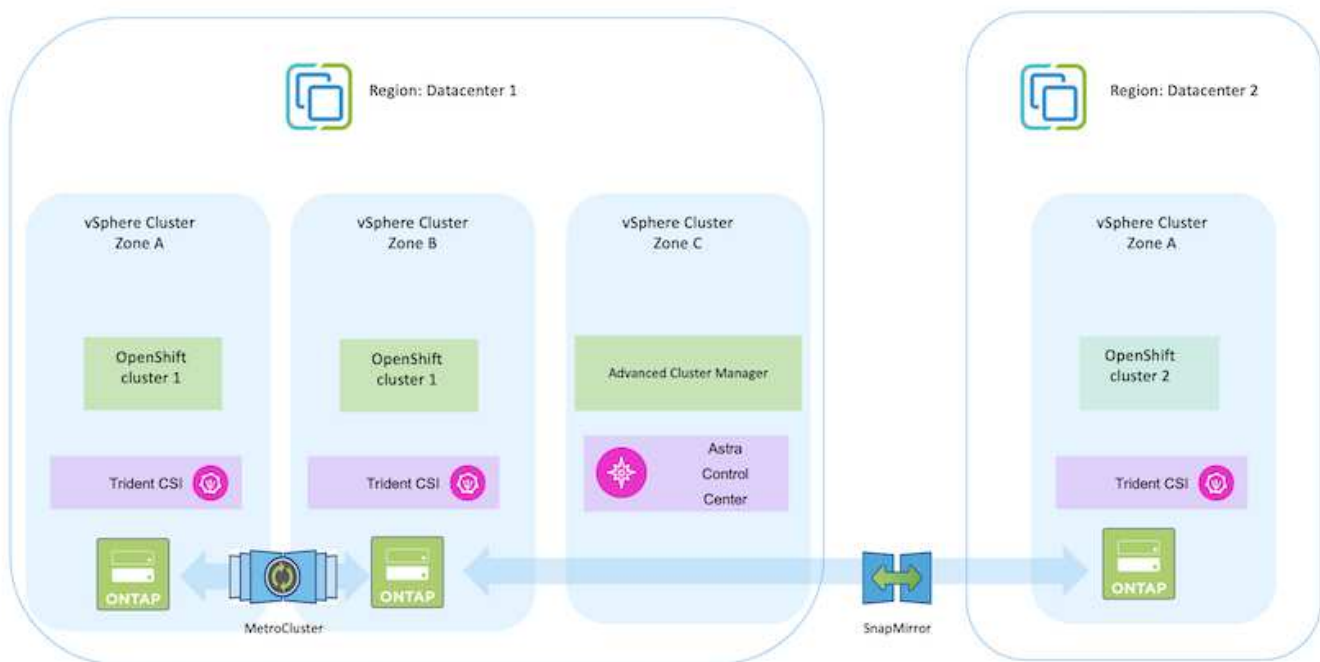 Region: Datacenter 1
Region: Datacenter 2
vSphere Cluster
Zone A
vSphere Cluster
Zone B
vSphere Cluster
Zone C
vSphere Cluster
Zone A
OpenShift
cluster 1
OpenShift
cluster 1
Advanced Cluster Manager
OpenShift
cluster 2
Trident CSI
Trident CSI
Astra
Control
Center
Trident CSI
ONTAP
ONTAP
ONTAP
MetroCluster
SnapMirror